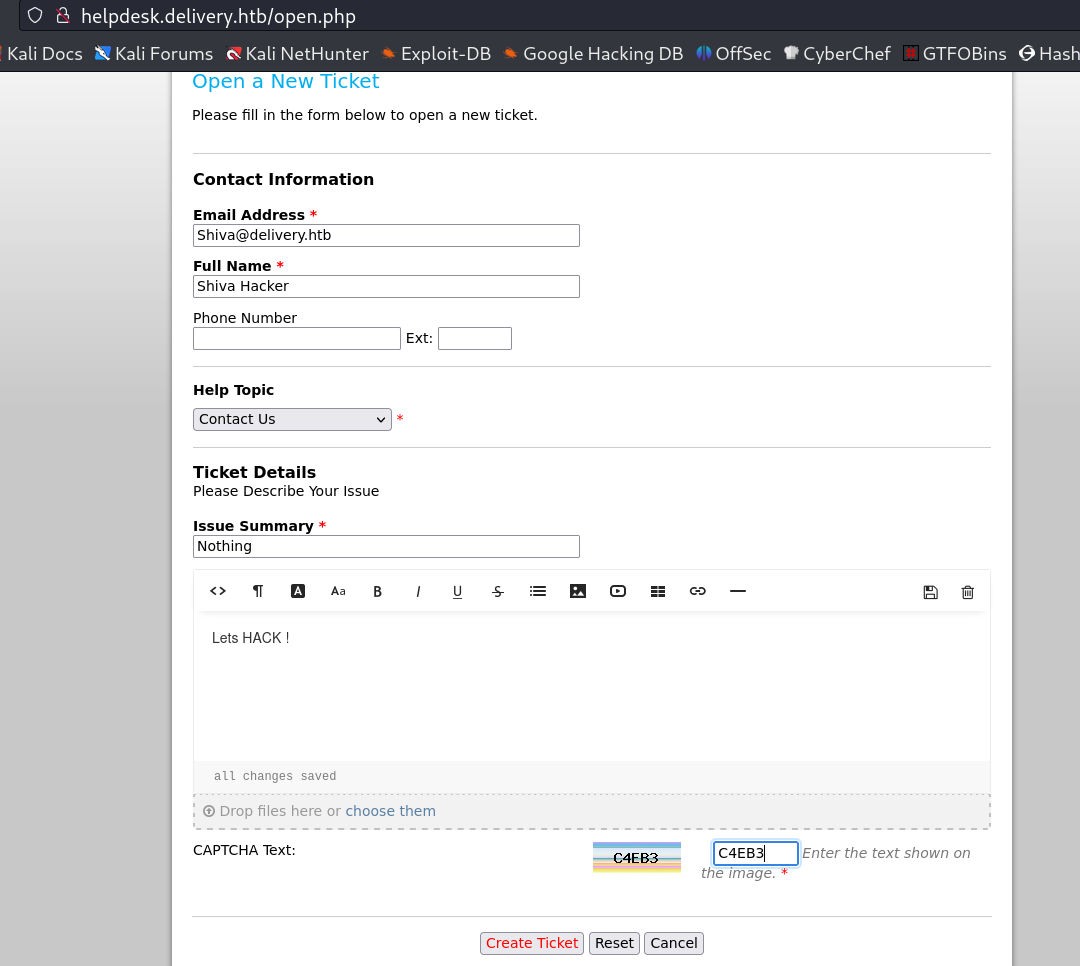 helpdesk.delivery.htb/open.php
Kali Docs Kali Forums Kali NetHunter Exploit-DB Google Hacking DB OffSec CyberChef GTFOBins Hash
Open a New Ticket
Please fill in the form below to open a new ticket.
Contact Information
Email Address *
Shiva@delivery.htb
Full Name *
Shiva Hacker
Phone Number
Ext:
Help Topic
Contact Us *
Ticket Details
Please Describe Your Issue
Issue Summary *
Nothing
<> ¶ A Aa B I U S
Lets HACK !
all changes saved
Drop files here or choose them
CAPTCHA Text: C4EB3 C4EB3 Enter the text shown on
the image. *
Create Ticket Reset Cancel